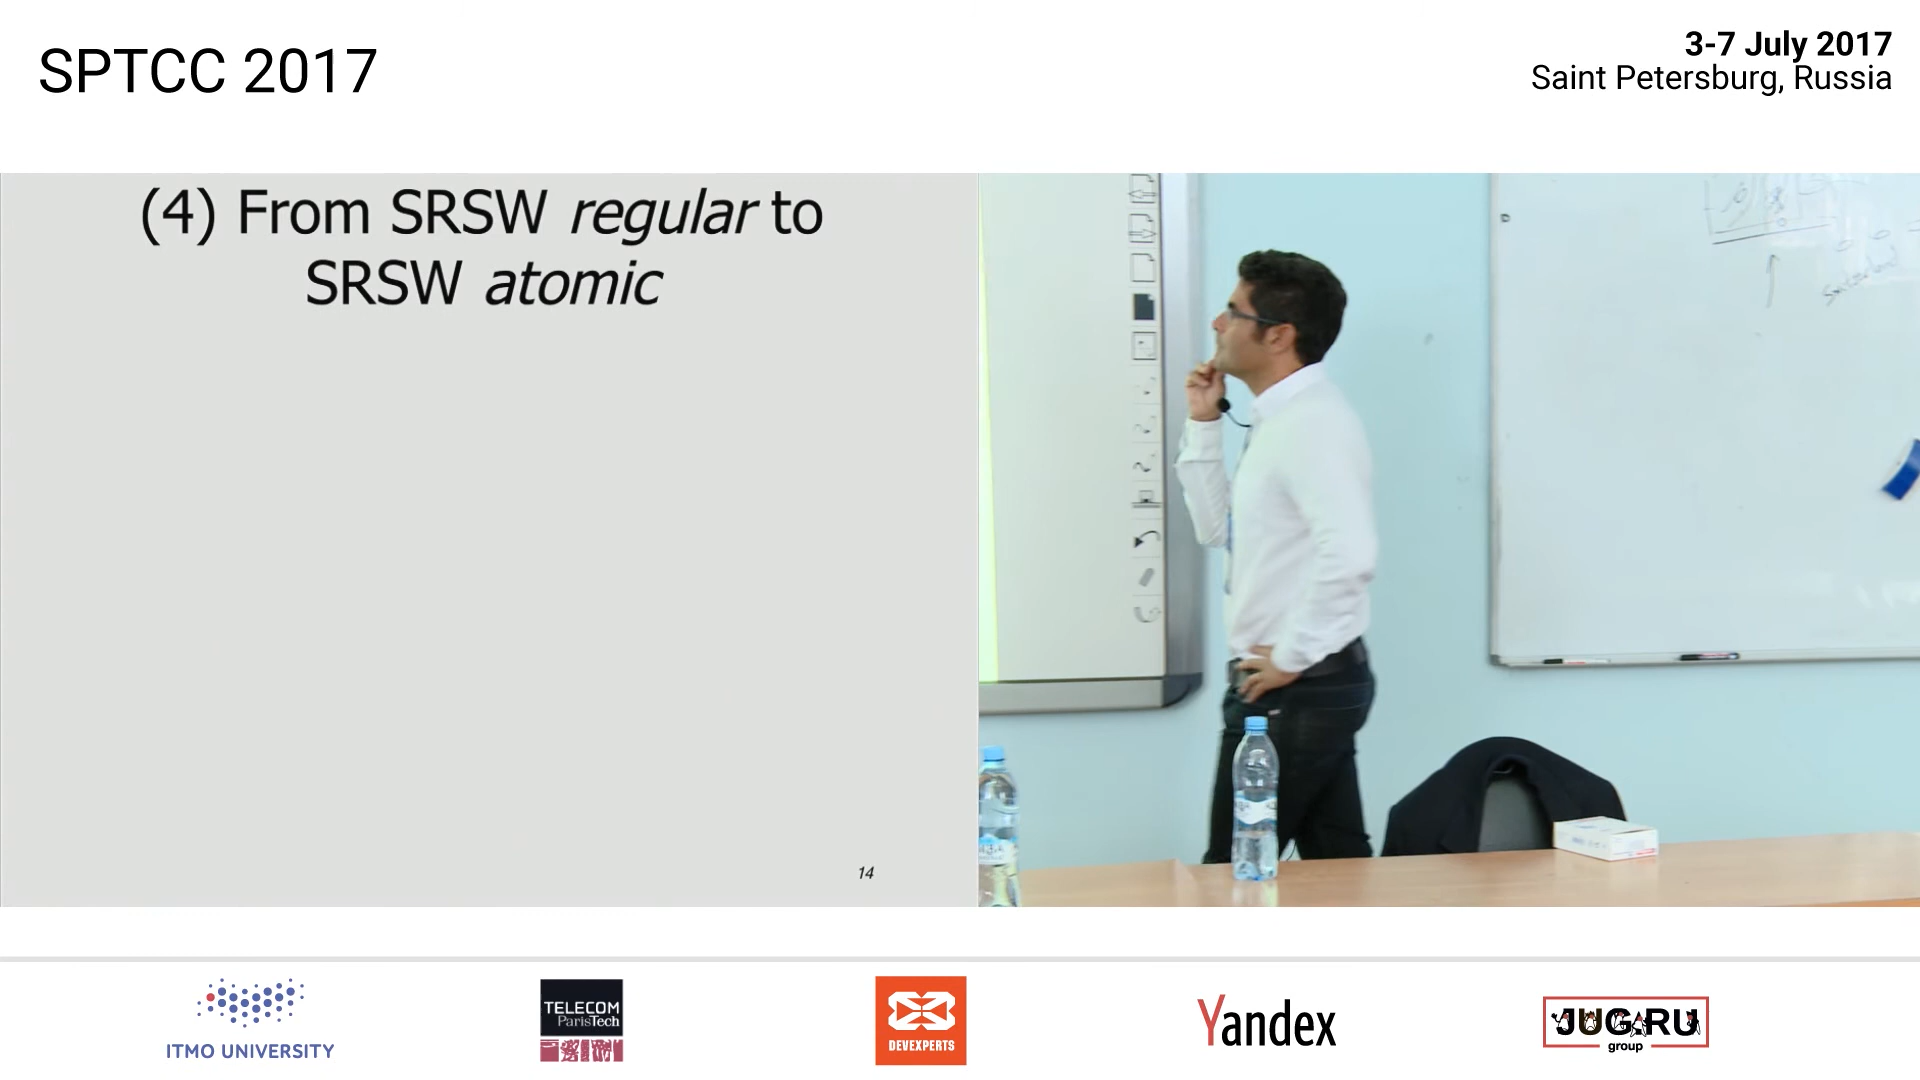 SPTCC 2017
3-7 July 2017
Saint Petersburg, Russia
(4) From SRSW regular to
SRSW atomic
14
ITMO UNIVERSITY
TELECOM
ParisTech
DEVEXPERTS
Yandex
JUG.RU
group